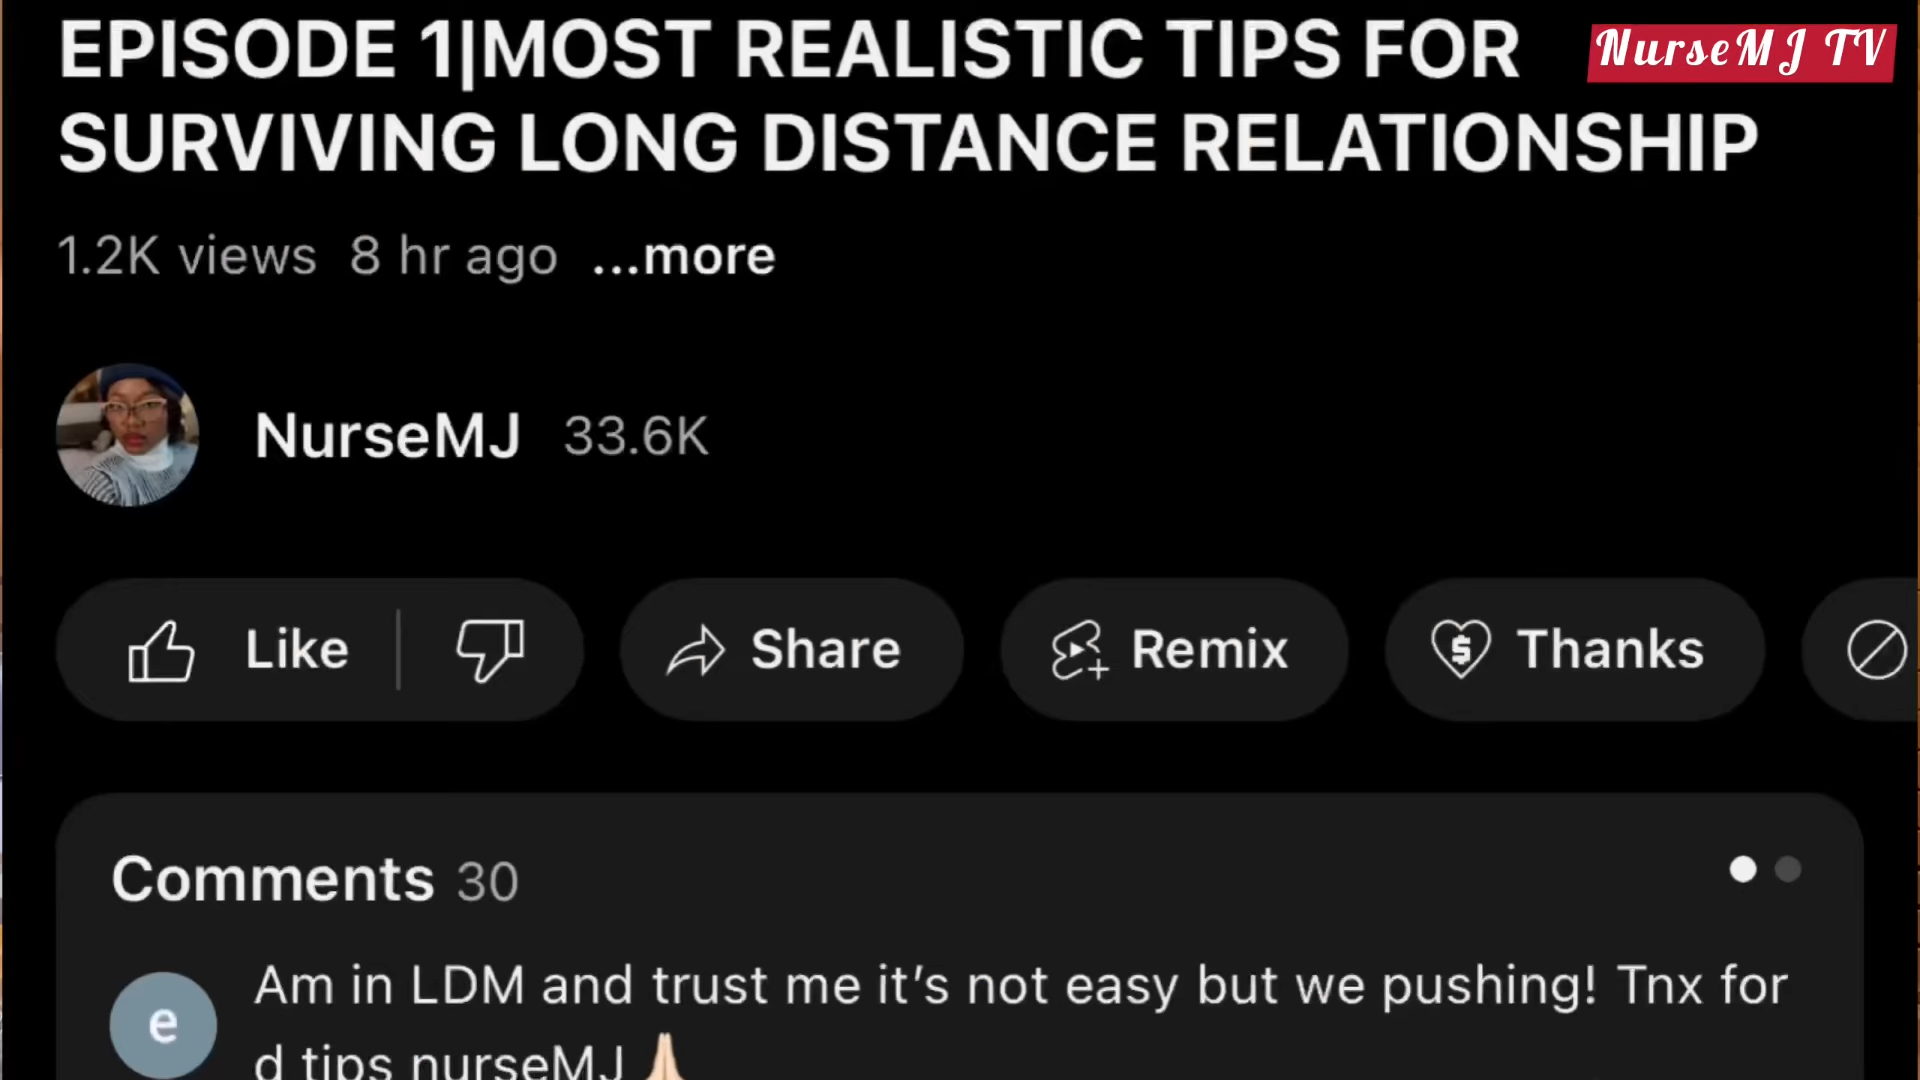 EPISODE 1|MOST REALISTIC TIPS FOR
SURVIVING LONG DISTANCE RELATIONSHIP
NurseMJ TV
1.2K views 8 hr ago ...more
NurseMJ 33.6K
Like
Share
Remix
Thanks
Comments 30
e
Am in LDM and trust me it’s not easy but we pushing! Tnx for
d tips nurseMJ 🙏🏻